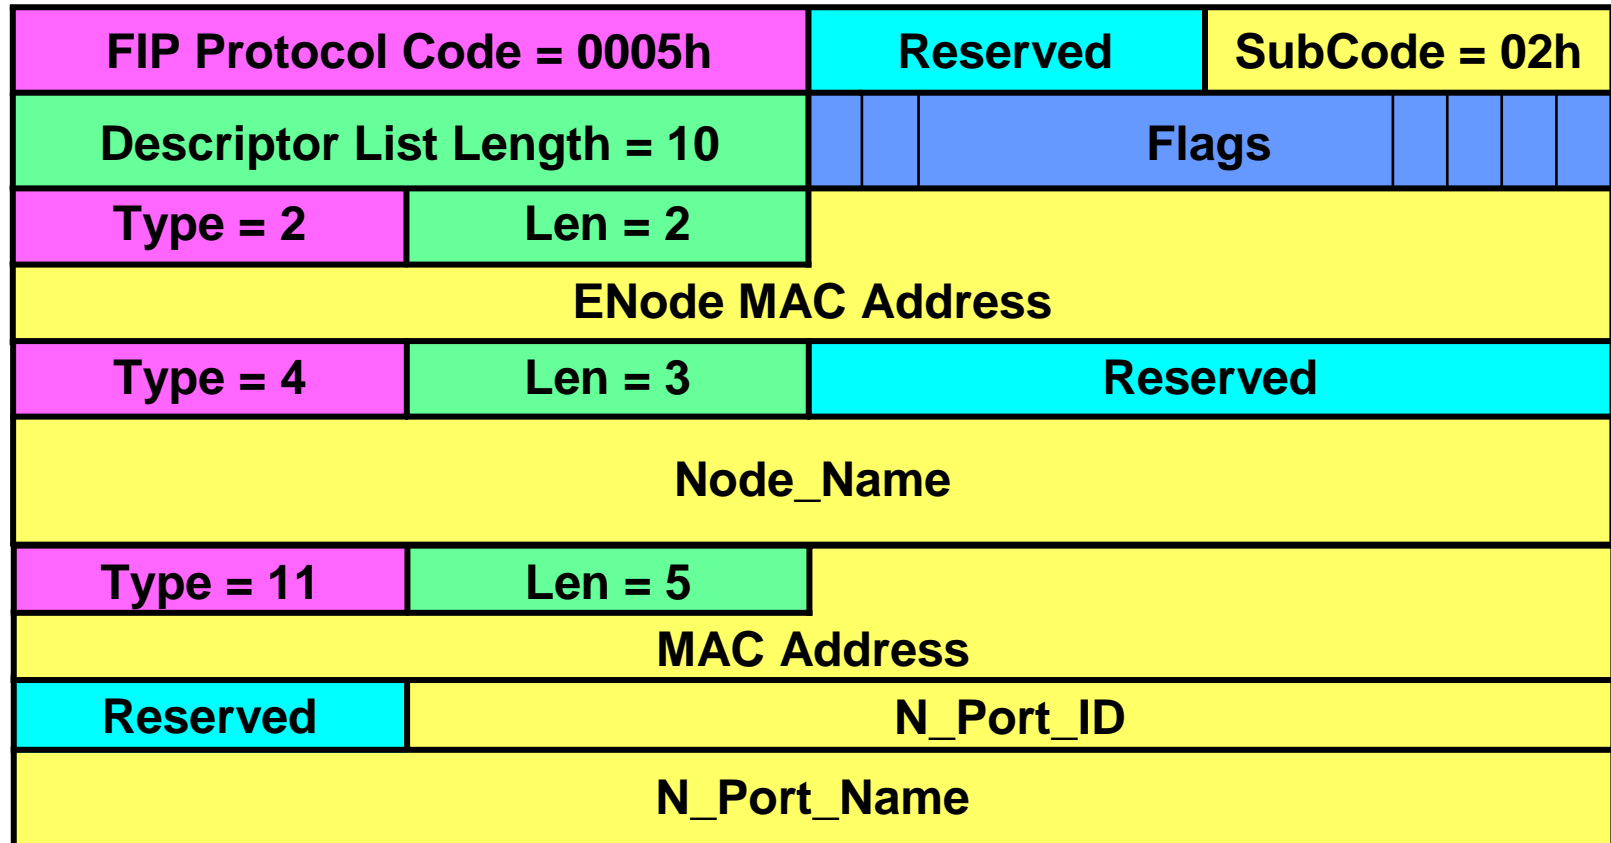 FIP Protocol Code = 0005h Reserved SubCode = 02h
Descriptor List Length = 10 Flags
Type = 2 Len = 2
ENode MAC Address
Type = 4 Len = 3 Reserved
Node_Name
Type = 11 Len = 5
MAC Address
Reserved N_Port_ID
N_Port_Name